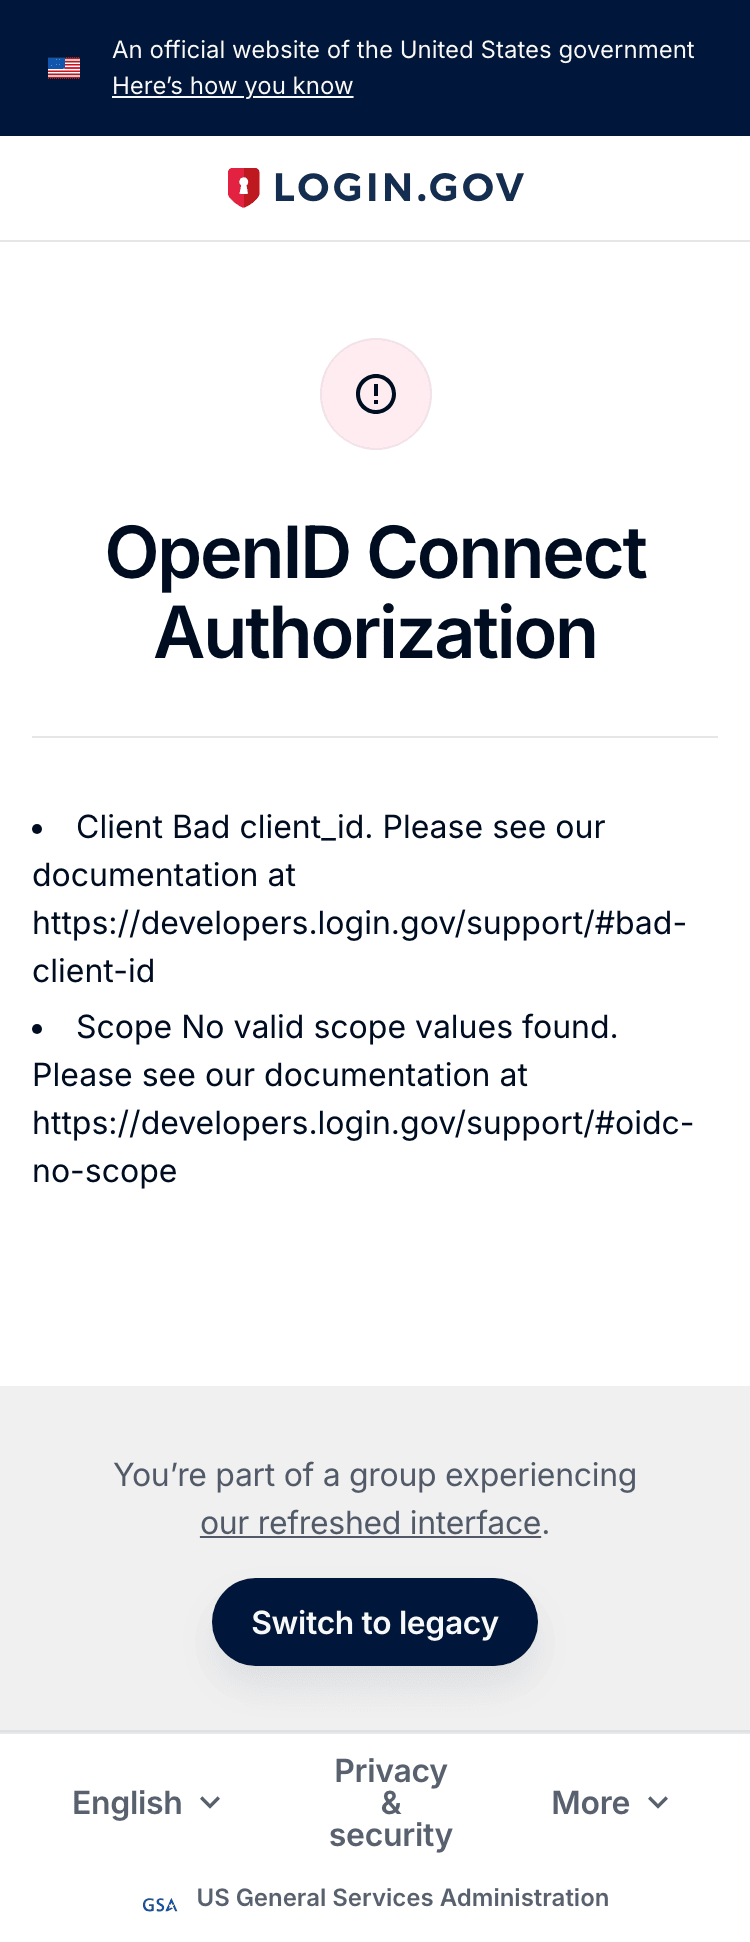 An official website of the United States government
Here’s how you know
LOGIN.GOV
OpenID Connect
Authorization
• Client Bad client_id. Please see our
documentation at
https://developers.login.gov/support/#bad-
client-id
• Scope No valid scope values found.
Please see our documentation at
https://developers.login.gov/support/#oidc-
no-scope
You’re part of a group experiencing
our refreshed interface.
Switch to legacy
English
Privacy
&
security
More
GSA US General Services Administration